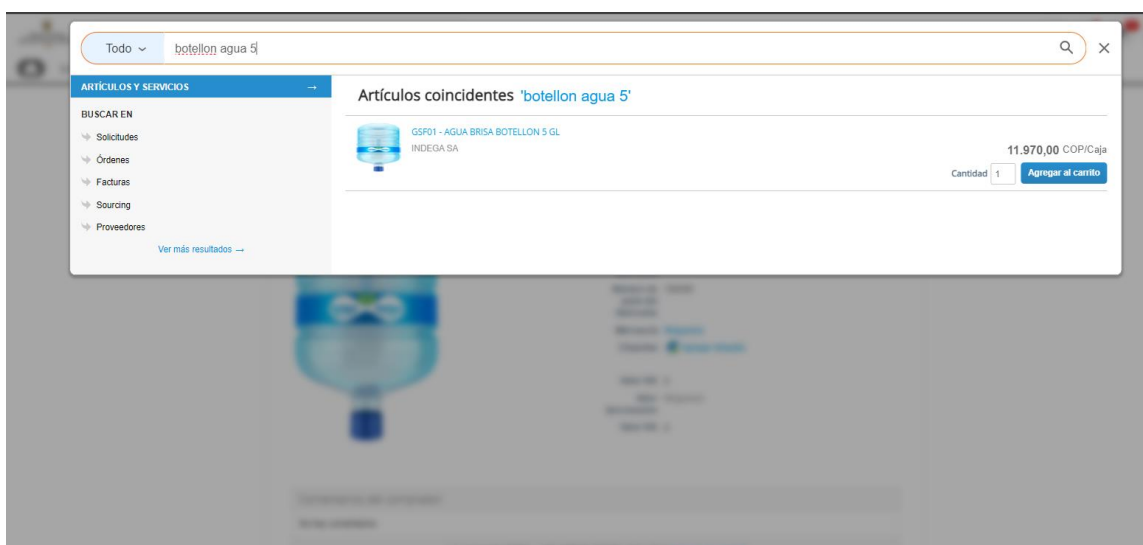 Todo botellon agua 5
ARTÍCULOS Y SERVICIOS →
BUSCAR EN
Solicitudes
Órdenes
Facturas
Sourcing
Proveedores
Ver más resultados →
Artículos coincidentes 'botellon agua 5'
GSF01 - AGUA BRISA BOTELLON 5 GL
INDEGA SA
11.970,00 COP/Caja
Cantidad 1 Agregar al carrito